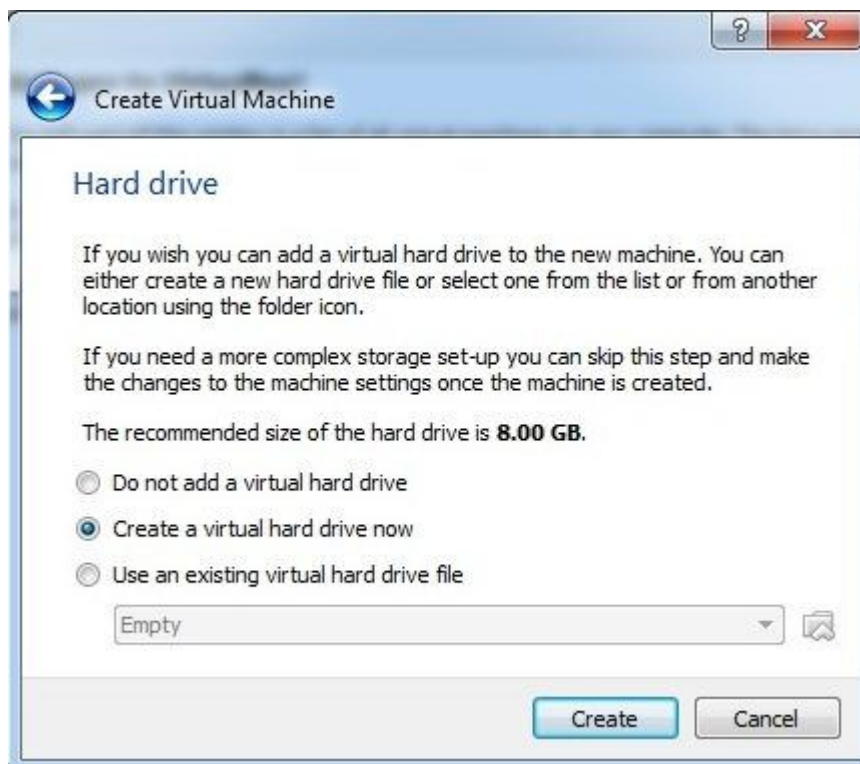 ?
Create Virtual Machine
Hard drive
If you wish you can add a virtual hard drive to the new machine. You can
either create a new hard drive file or select one from the list or from another
location using the folder icon.
If you need a more complex storage set-up you can skip this step and make
the changes to the machine settings once the machine is created.
The recommended size of the hard drive is 8.00 GB.
Do not add a virtual hard drive
Create a virtual hard drive now
Use an existing virtual hard drive file
Empty
Create Cancel